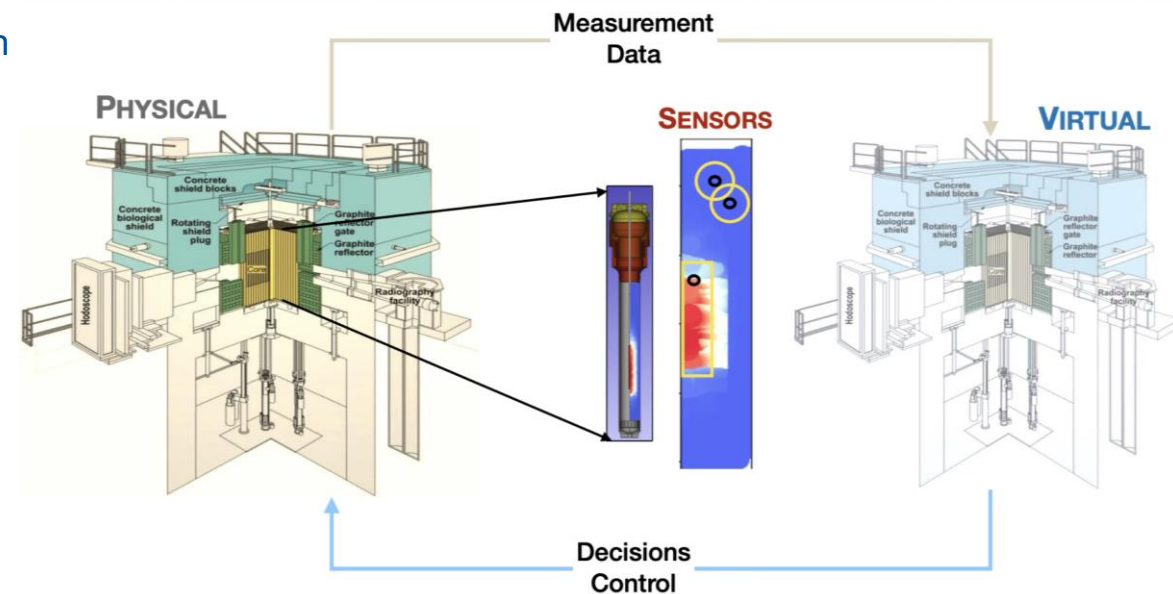 n
Measurement
Data
PHYSICAL
SENSORS
VIRTUAL
Concrete
shield blocks
Concrete
biological
shield
Rotating
shield
plug
Graphite
reflector
gate
Graphite
reflector
Core
Hodoscope
Radiography
facility
Concrete
shield blocks
Concrete
biological
shield
Rotating
shield
plug
Graphite
reflector
gate
Graphite
reflector
Core
Hodoscope
Radiography
facility
Decisions
Control